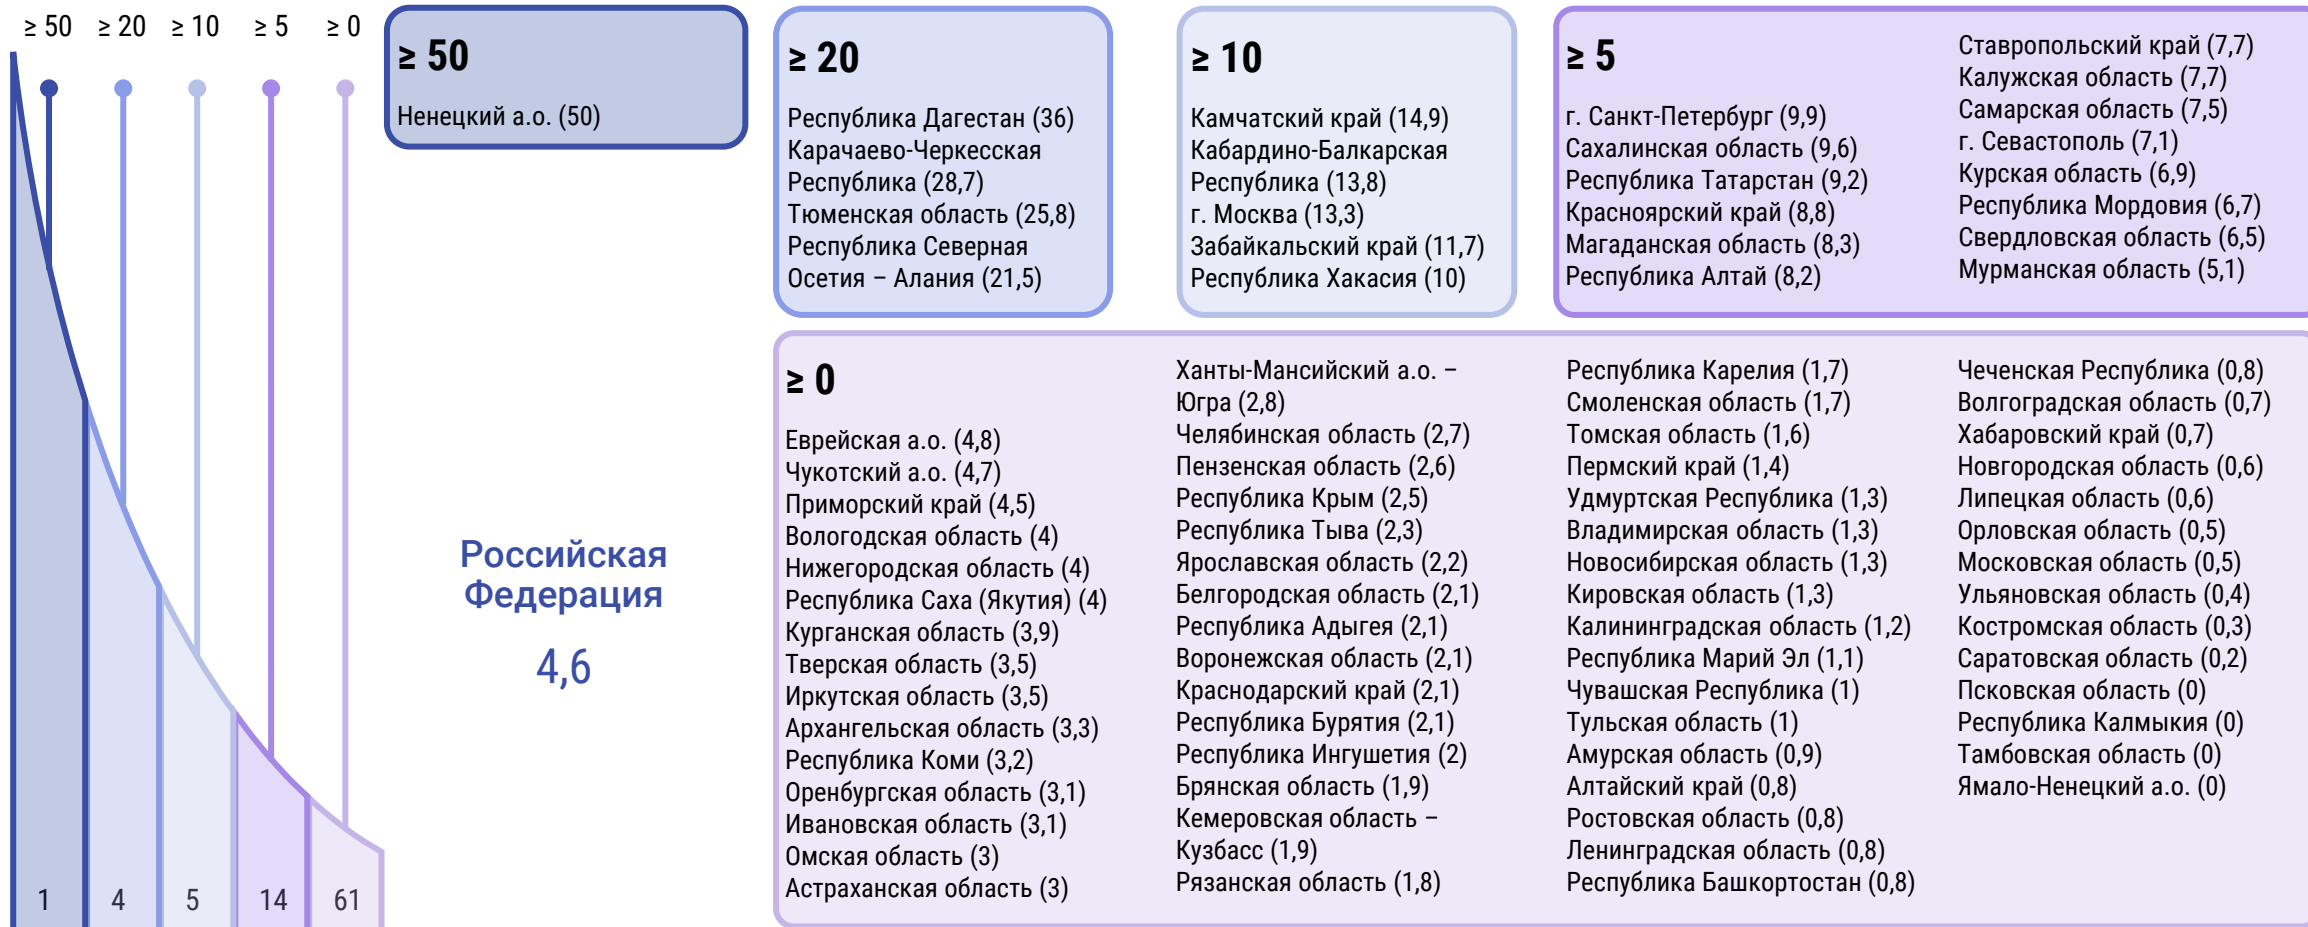 ≥ 50 ≥ 20 ≥ 10 ≥ 5 ≥ 0
1 4 5 14 61
Российская
Федерация
4,6
≥ 50
Ненецкий а.о. (50)
≥ 20
Республика Дагестан (36)
Карачаево-Черкесская
Республика (28,7)
Тюменская область (25,8)
Республика Северная
Осетия – Алания (21,5)
≥ 10
Камчатский край (14,9)
Кабардино-Балкарская
Республика (13,8)
г. Москва (13,3)
Забайкальский край (11,7)
Республика Хакасия (10)
≥ 5
г. Санкт-Петербург (9,9)
Сахалинская область (9,6)
Республика Татарстан (9,2)
Красноярский край (8,8)
Магаданская область (8,3)
Республика Алтай (8,2)
Ставропольский край (7,7)
Калужская область (7,7)
Самарская область (7,5)
г. Севастополь (7,1)
Курская область (6,9)
Республика Мордовия (6,7)
Свердловская область (6,5)
Мурманская область (5,1)
≥ 0
Еврейская а.о. (4,8)
Чукотский а.о. (4,7)
Приморский край (4,5)
Вологодская область (4)
Нижегородская область (4)
Республика Саха (Якутия) (4)
Курганская область (3,9)
Тверская область (3,5)
Иркутская область (3,5)
Архангельская область (3,3)
Республика Коми (3,2)
Оренбургская область (3,1)
Ивановская область (3,1)
Омская область (3)
Астраханская область (3)
Ханты-Мансийский а.о. –
Югра (2,8)
Челябинская область (2,7)
Пензенская область (2,6)
Республика Крым (2,5)
Республика Тыва (2,3)
Ярославская область (2,2)
Белгородская область (2,1)
Республика Адыгея (2,1)
Воронежская область (2,1)
Краснодарский край (2,1)
Республика Бурятия (2,1)
Республика Ингушетия (2)
Брянская область (1,9)
Кемеровская область –
Кузбасс (1,9)
Рязанская область (1,8)
Республика Карелия (1,7)
Смоленская область (1,7)
Томская область (1,6)
Пермский край (1,4)
Удмуртская Республика (1,3)
Владимирская область (1,3)
Новосибирская область (1,3)
Кировская область (1,3)
Калининградская область (1,2)
Республика Марий Эл (1,1)
Чувашская Республика (1)
Тульская область (1)
Амурская область (0,9)
Алтайский край (0,8)
Ростовская область (0,8)
Ленинградская область (0,8)
Республика Башкортостан (0,8)
Чеченская Республика (0,8)
Волгоградская область (0,7)
Хабаровский край (0,7)
Новгородская область (0,6)
Липецкая область (0,6)
Орловская область (0,5)
Московская область (0,5)
Ульяновская область (0,4)
Костромская область (0,3)
Саратовская область (0,2)
Псковская область (0)
Республика Калмыкия (0)
Тамбовская область (0)
Ямало-Ненецкий а.о. (0)